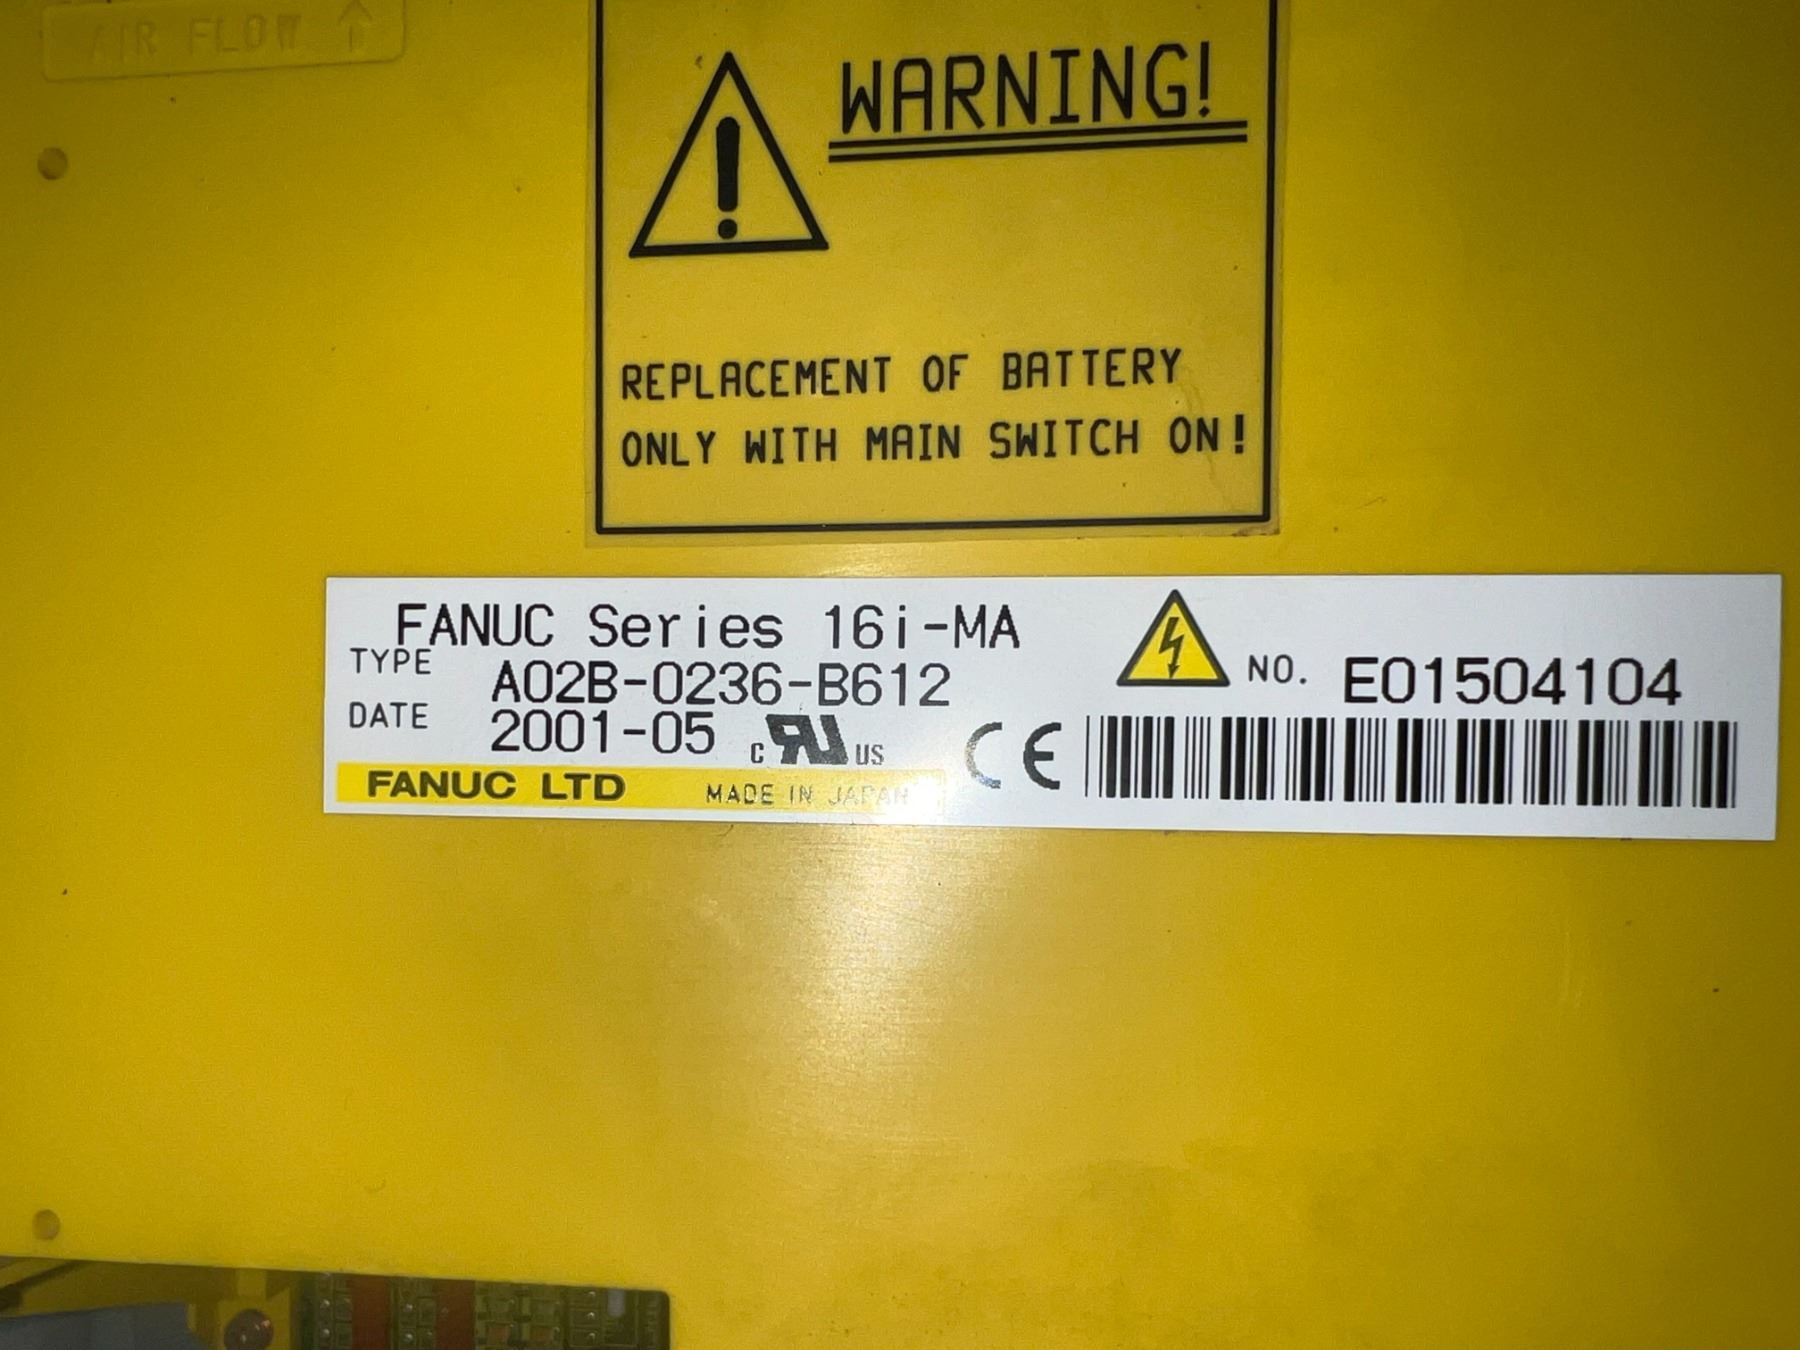 AIR FLOW ↑
WARNING!
REPLACEMENT OF BATTERY
ONLY WITH MAIN SWITCH ON!
FANUC Series 16i-MA
TYPE A02B-0236-B612
NO. E01504104
DATE 2001-05
c RU US
CE
FANUC LTD MADE IN JAPAN